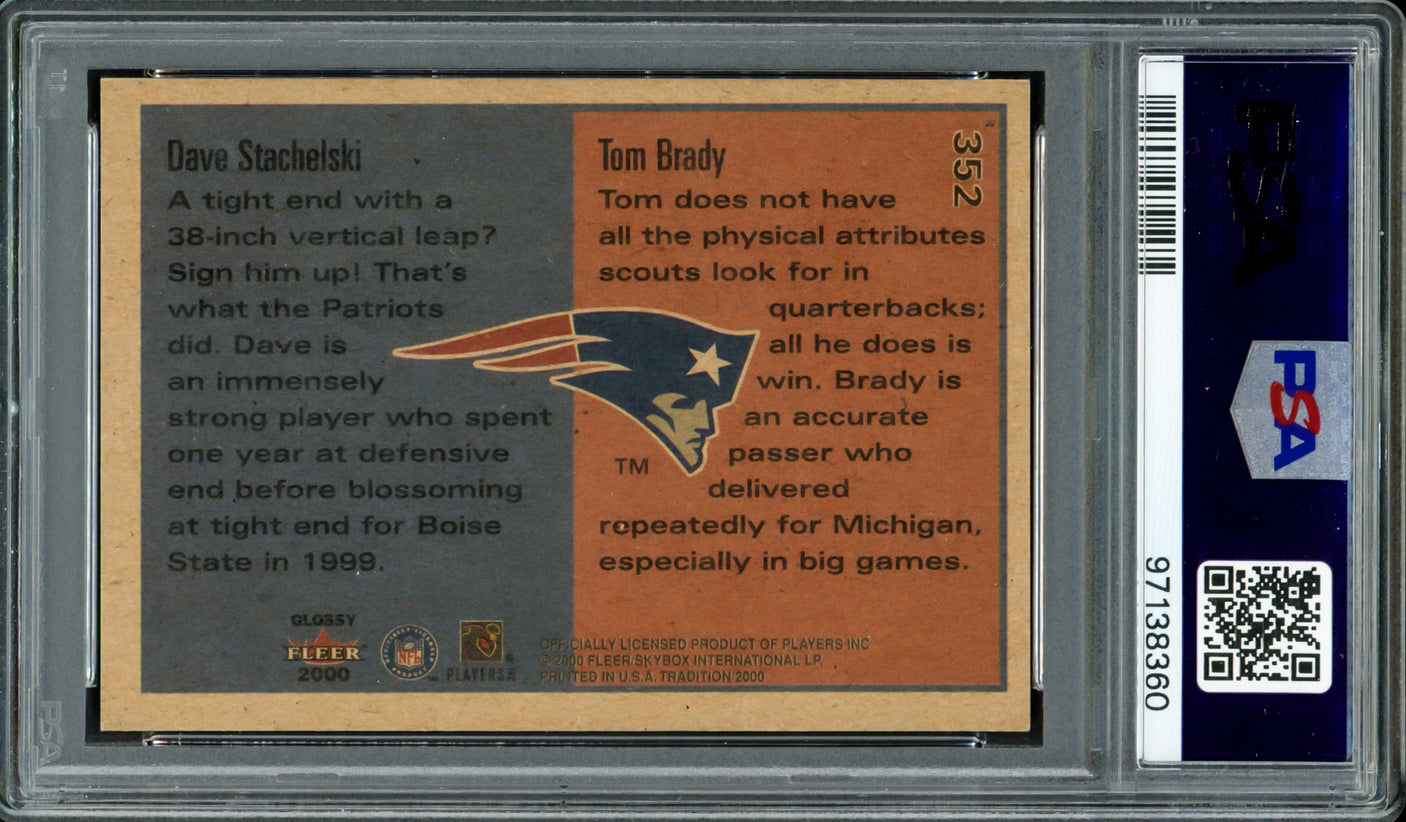 Dave Stachelski
A tight end with a
38-inch vertical leap?
Sign him up! That's
what the Patriots
did. Dave is
an immensely
strong player who spent
one year at defensive
end before blossoming
at tight end for Boise
State in 1999.
Tom Brady
352
Tom does not have
all the physical attributes
scouts look for in
quarterbacks;
all he does is
win. Brady is
an accurate
passer who
delivered
repeatedly for Michigan,
especially in big games.
TM
GLOSSY
FLEER
2000
NFL
PLAYERS INC
OFFICIALLY LICENSED PRODUCT OF PLAYERS INC
© 2000 FLEER/SKYBOX INTERNATIONAL LP.
PRINTED IN U.S.A. TRADITION/2000
PSA
PSA
97138360
PSA